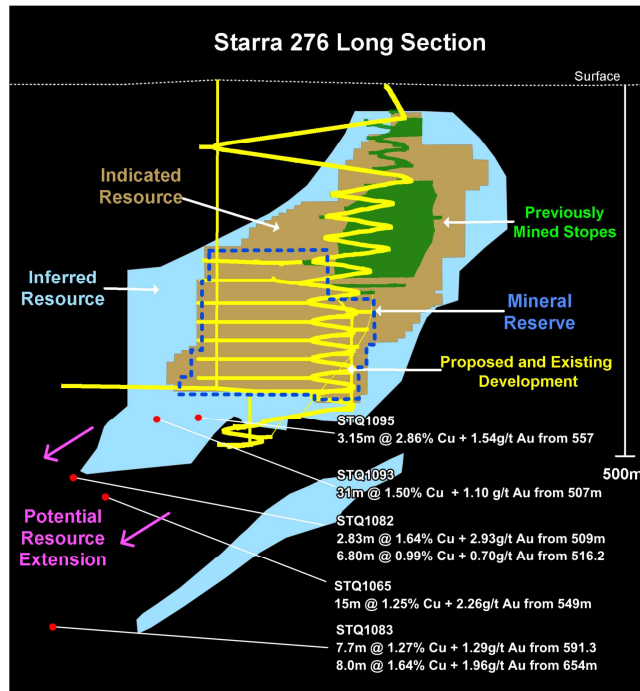 Starra 276 Long Section
Surface
Indicated
Resource
Previously
Mined Stopes
Inferred
Resource
Mineral
Reserve
Proposed and Existing
Development
STQ1095
3.15m @ 2.86% Cu + 1.54g/t Au from 557
500m
STQ1093
31m @ 1.50% Cu + 1.10 g/t Au from 507m
Potential
Resource
Extension
STQ1082
2.83m @ 1.64% Cu + 2.93g/t Au from 509m
6.80m @ 0.99% Cu + 0.70g/t Au from 516.2
STQ1065
15m @ 1.25% Cu + 2.26g/t Au from 549m
STQ1083
7.7m @ 1.27% Cu + 1.29g/t Au from 591.3
8.0m @ 1.64% Cu + 1.96g/t Au from 654m